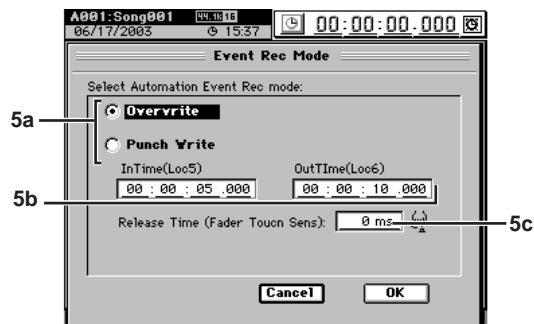 A001:Song001 44.1k 16
06/17/2003 15:37 00:00:00.000
Event Rec Mode
Select Automation Event Rec mode:
5a
Overwrite
Punch Write
InTime(Loc5) OutTIme(Loc6)
5b
00 : 00 : 05 .000 00 : 00 : 10 .000
Release Time (Fader Toucn Sens): 0 ms
5c
Cancel OK